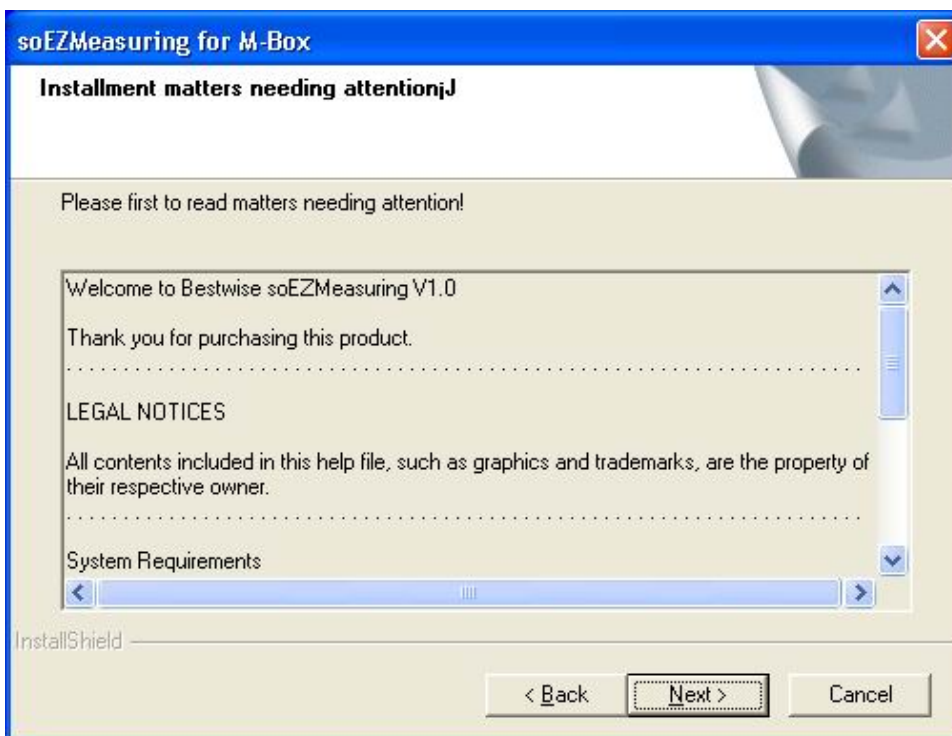 soEZMeasuring for M-Box
Installment matters needing attention¡J
Please first to read matters needing attention!
Welcome to Bestwise soEZMeasuring V1.0
Thank you for purchasing this product.
. . . . . . . . . . . . . . . . . . . . . . . . . . . . . . . . . . . . . . . . . . . . . . . . . . . . . . . . . . . . . . . . . . . . . .
LEGAL NOTICES
All contents included in this help file, such as graphics and trademarks, are the property of
their respective owner.
. . . . . . . . . . . . . . . . . . . . . . . . . . . . . . . . . . . . . . . . . . . . . . . . . . . . . . . . . . . . . . . . . . . . . .
System Requirements
InstallShield
< Back
Next >
Cancel